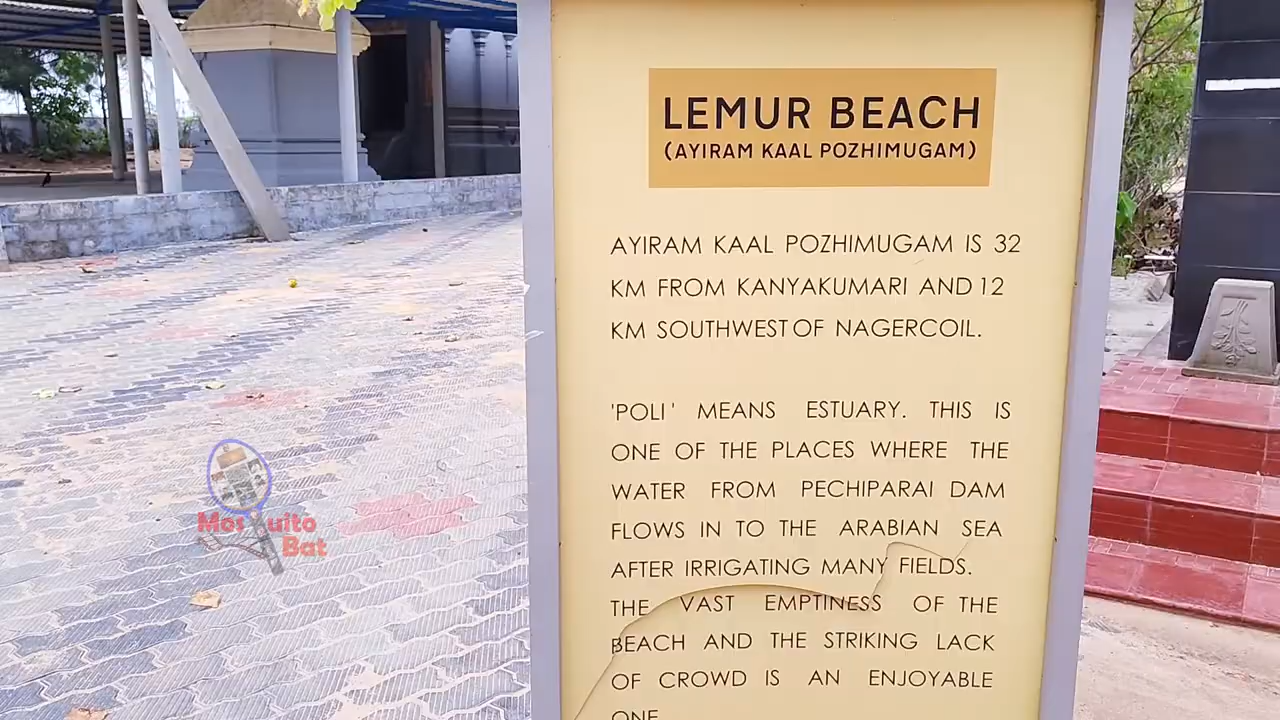 LEMUR BEACH
(AYIRAM KAAL POZHIMUGAM)
AYIRAM KAAL POZHIMUGAM IS 32
KM FROM KANYAKUMARI AND 12
KM SOUTHWEST OF NAGERCOIL.
'POLI' MEANS ESTUARY. THIS IS
ONE OF THE PLACES WHERE THE
WATER FROM PECHIPARAI DAM
FLOWS IN TO THE ARABIAN SEA
AFTER IRRIGATING MANY FIELDS.
THE VAST EMPTINESS OF THE
BEACH AND THE STRIKING LACK
OF CROWD IS AN ENJOYABLE
ONE
Mosquito
Bat